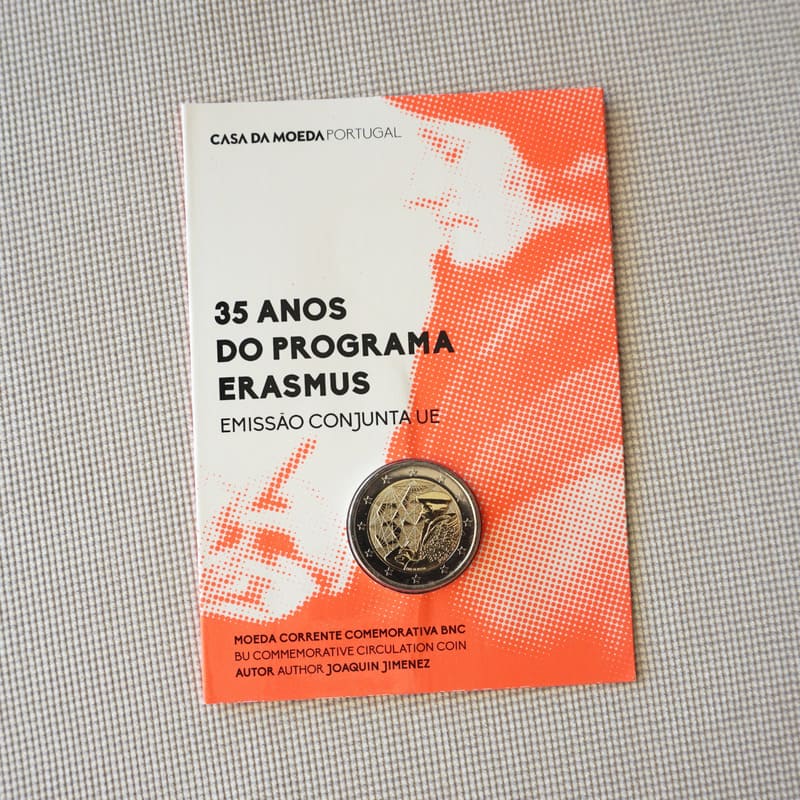 CASA DA MOEDA PORTUGAL
35 ANOS
DO PROGRAMA
ERASMUS
EMISSÃO CONJUNTA UE
MOEDA CORRENTE COMEMORATIVA BNC
BU COMMEMORATIVE CIRCULATION COIN
AUTOR AUTHOR JOAQUIN JIMENEZ